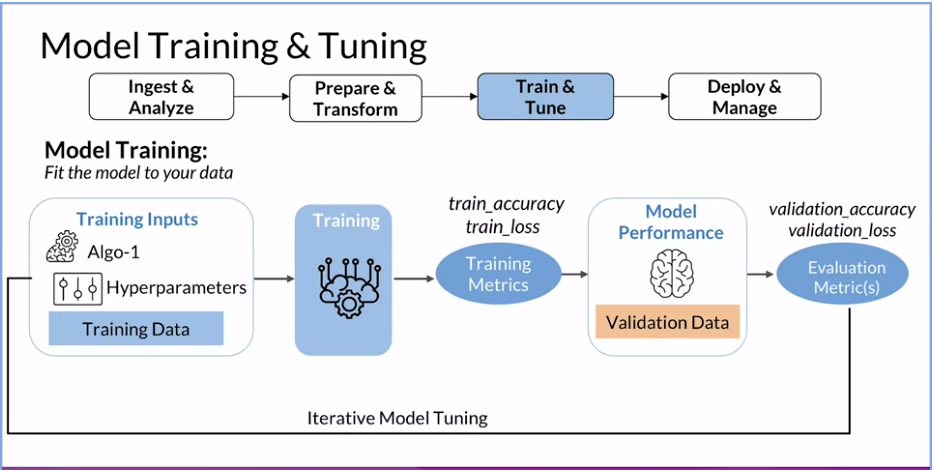 Model Training & Tuning
Ingest &
Analyze
Prepare &
Transform
Train &
Tune
Deploy &
Manage
Model Training:
Fit the model to your data
Training Inputs
Algo-1
Hyperparameters
Training Data
Training
train_accuracy
train_loss
Training
Metrics
Model
Performance
Validation Data
validation_accuracy
validation_loss
Evaluation
Metric(s)
Iterative Model Tuning